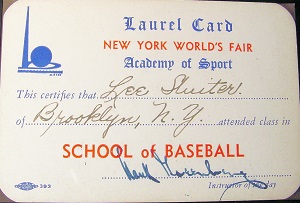 Laurel Card
NEW YORK WORLD'S FAIR
Academy of Sport
This certifies that Lee Sluiter
of Brooklyn, N.Y. attended class in
SCHOOL of BASEBALL
Instructor of the day